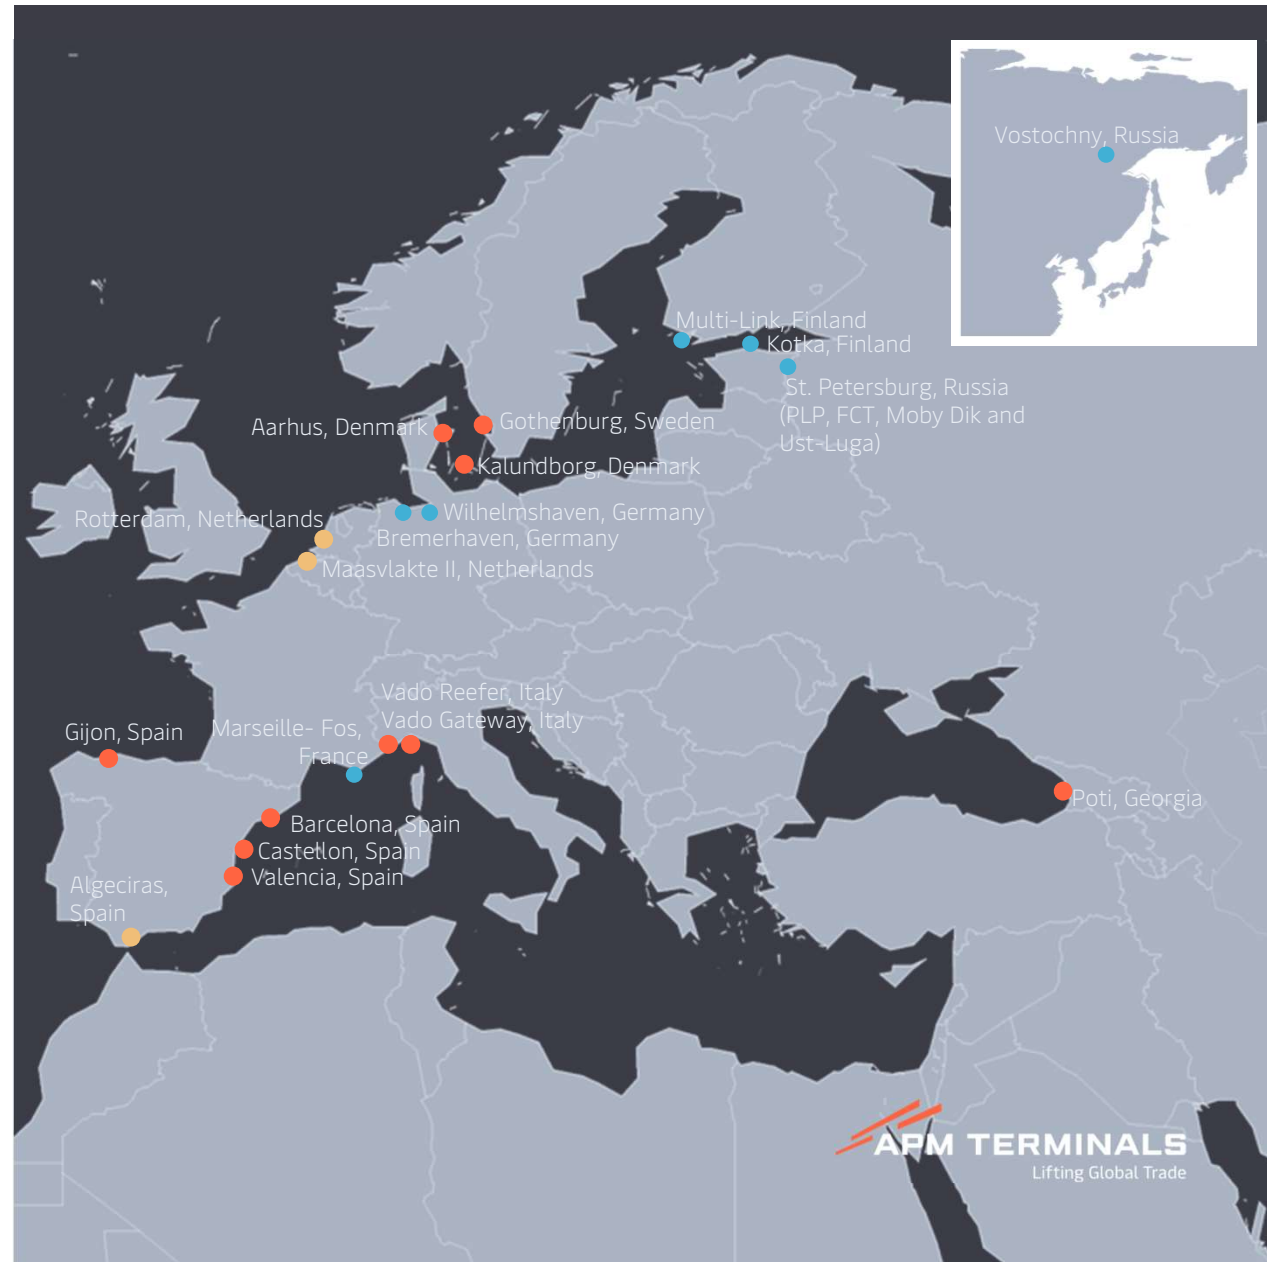 Vostochny, Russia
Multi-Link, Finland
Kotka, Finland
St. Petersburg, Russia
(PLP, FCT, Moby Dik and
Ust-Luga)
Aarhus, Denmark
Gothenburg, Sweden
Kalundborg, Denmark
Rotterdam, Netherlands
Wilhelmshaven, Germany
Bremerhaven, Germany
Maasvlakte II, Netherlands
Vado Reefer, Italy
Vado Gateway, Italy
Gijon, Spain
Marseille- Fos,
France
Poti, Georgia
Barcelona, Spain
Castellon, Spain
Valencia, Spain
Algeciras,
Spain
APM TERMINALS
Lifting Global Trade